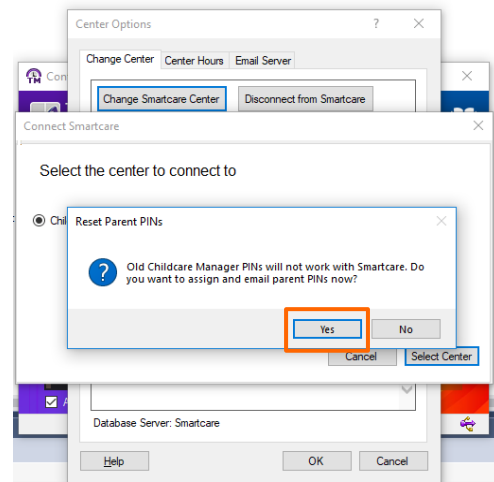 Center Options
?
Change Center Center Hours Email Server
Con
Change Smartcare Center Disconnect from Smartcare
Connect Smartcare
Select the center to connect to
Chil
Reset Parent PINs
? Old Childcare Manager PINs will not work with Smartcare. Do
you want to assign and email parent PINs now?
Yes No
Cancel Select Center
Database Server: Smartcare
Help OK Cancel